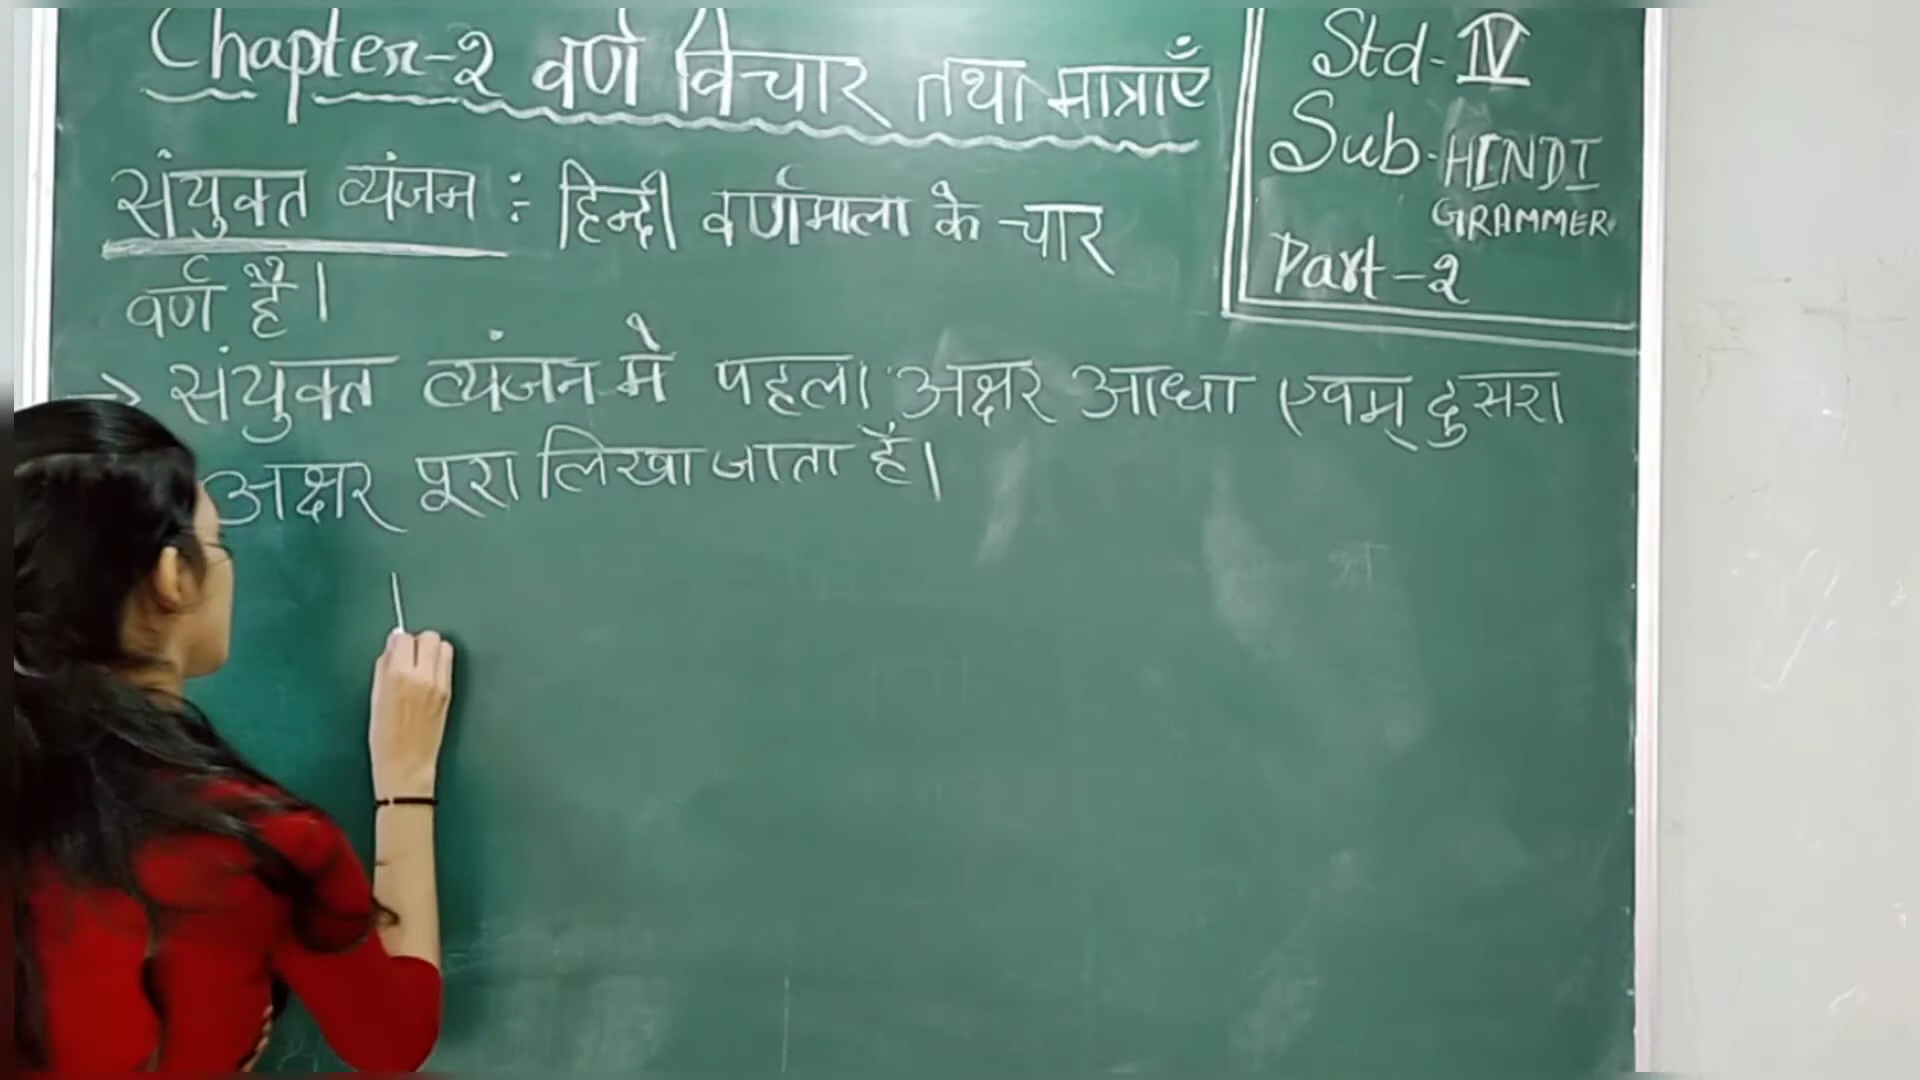 Chapter-२ वर्ण विचार तथा मात्राएँ
संयुक्त व्यंजन : हिन्दी वर्णमाला के चार
वर्ण है।
→ संयुक्त व्यंजन मे पहला अक्षर आधा एवम् दुसरा
अक्षर पूरा लिखा जाता है।
Std-IV
Sub-HINDI
GRAMMER
Part-२